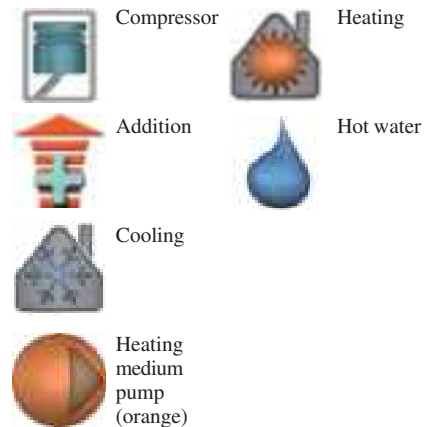 Compressor
Heating
Addition
Hot water
Cooling
Heating
medium
pump
(orange)